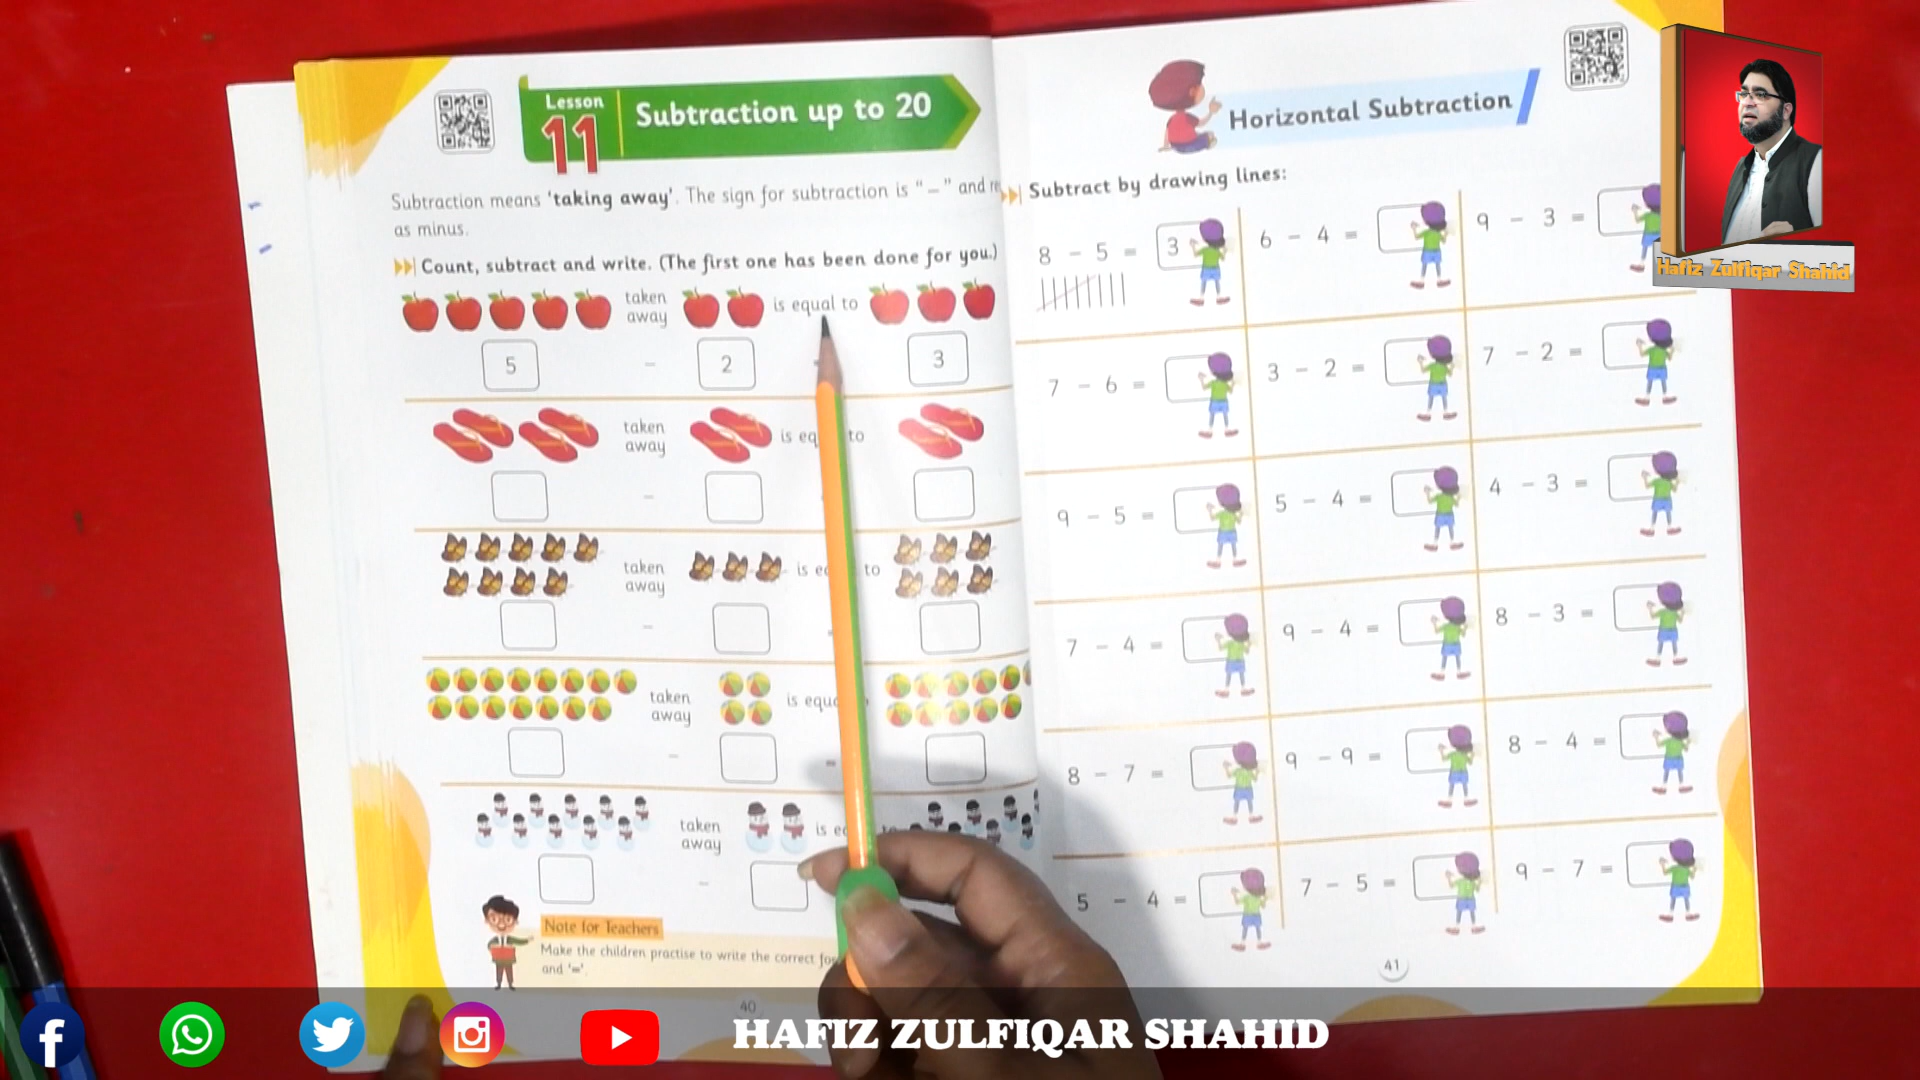 Lesson
11
Subtraction up to 20
Subtraction means 'taking away'. The sign for subtraction is “–” and
as minus.
Count, subtract and write. (The first one has been done for you.)
taken away is equal to
5 – 2 3
taken away to
–
taken away to
–
taken away
– =
taken away
–
Note for Teachers
Make the children practise to write the correct
and '='.
40
Horizontal Subtraction
Subtract by drawing lines:
8 – 5 = 3 6 – 4 = 9 – 3 =
7 – 6 = 3 – 2 = 7 – 2 =
9 – 5 = 5 – 4 = 4 – 3 =
7 – 4 = 9 – 4 = 8 – 3 =
8 – 7 = 9 – 9 = 8 – 4 =
5 – 4 = 7 – 5 = 9 – 7 =
41
Hafiz Zulfiqar Shahid
HAFIZ ZULFIQAR SHAHID